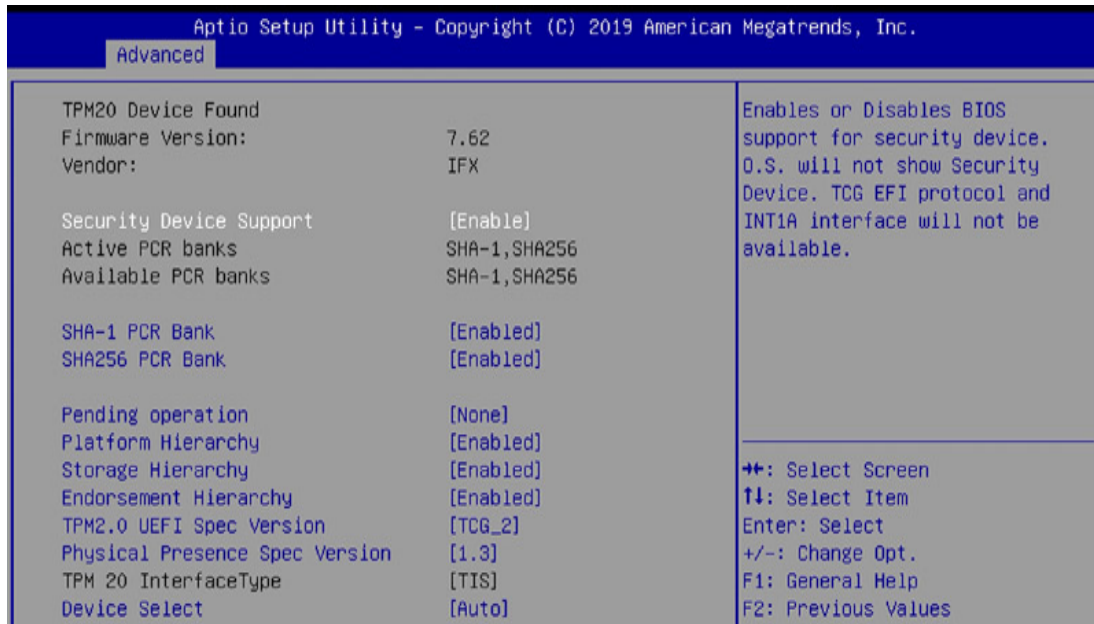 Aptio Setup Utility – Copyright (C) 2019 American Megatrends, Inc.
Advanced
TPM20 Device Found
Firmware Version: 7.62
Vendor: IFX
Security Device Support [Enable]
Active PCR banks SHA-1,SHA256
Available PCR banks SHA-1,SHA256
SHA-1 PCR Bank [Enabled]
SHA256 PCR Bank [Enabled]
Pending operation [None]
Platform Hierarchy [Enabled]
Storage Hierarchy [Enabled]
Endorsement Hierarchy [Enabled]
TPM2.0 UEFI Spec Version [TCG_2]
Physical Presence Spec Version [1.3]
TPM 20 InterfaceType [TIS]
Device Select [Auto]
Enables or Disables BIOS
support for security device.
O.S. will not show Security
Device. TCG EFI protocol and
INT1A interface will not be
available.
→←: Select Screen
↑↓: Select Item
Enter: Select
+/-: Change Opt.
F1: General Help
F2: Previous Values